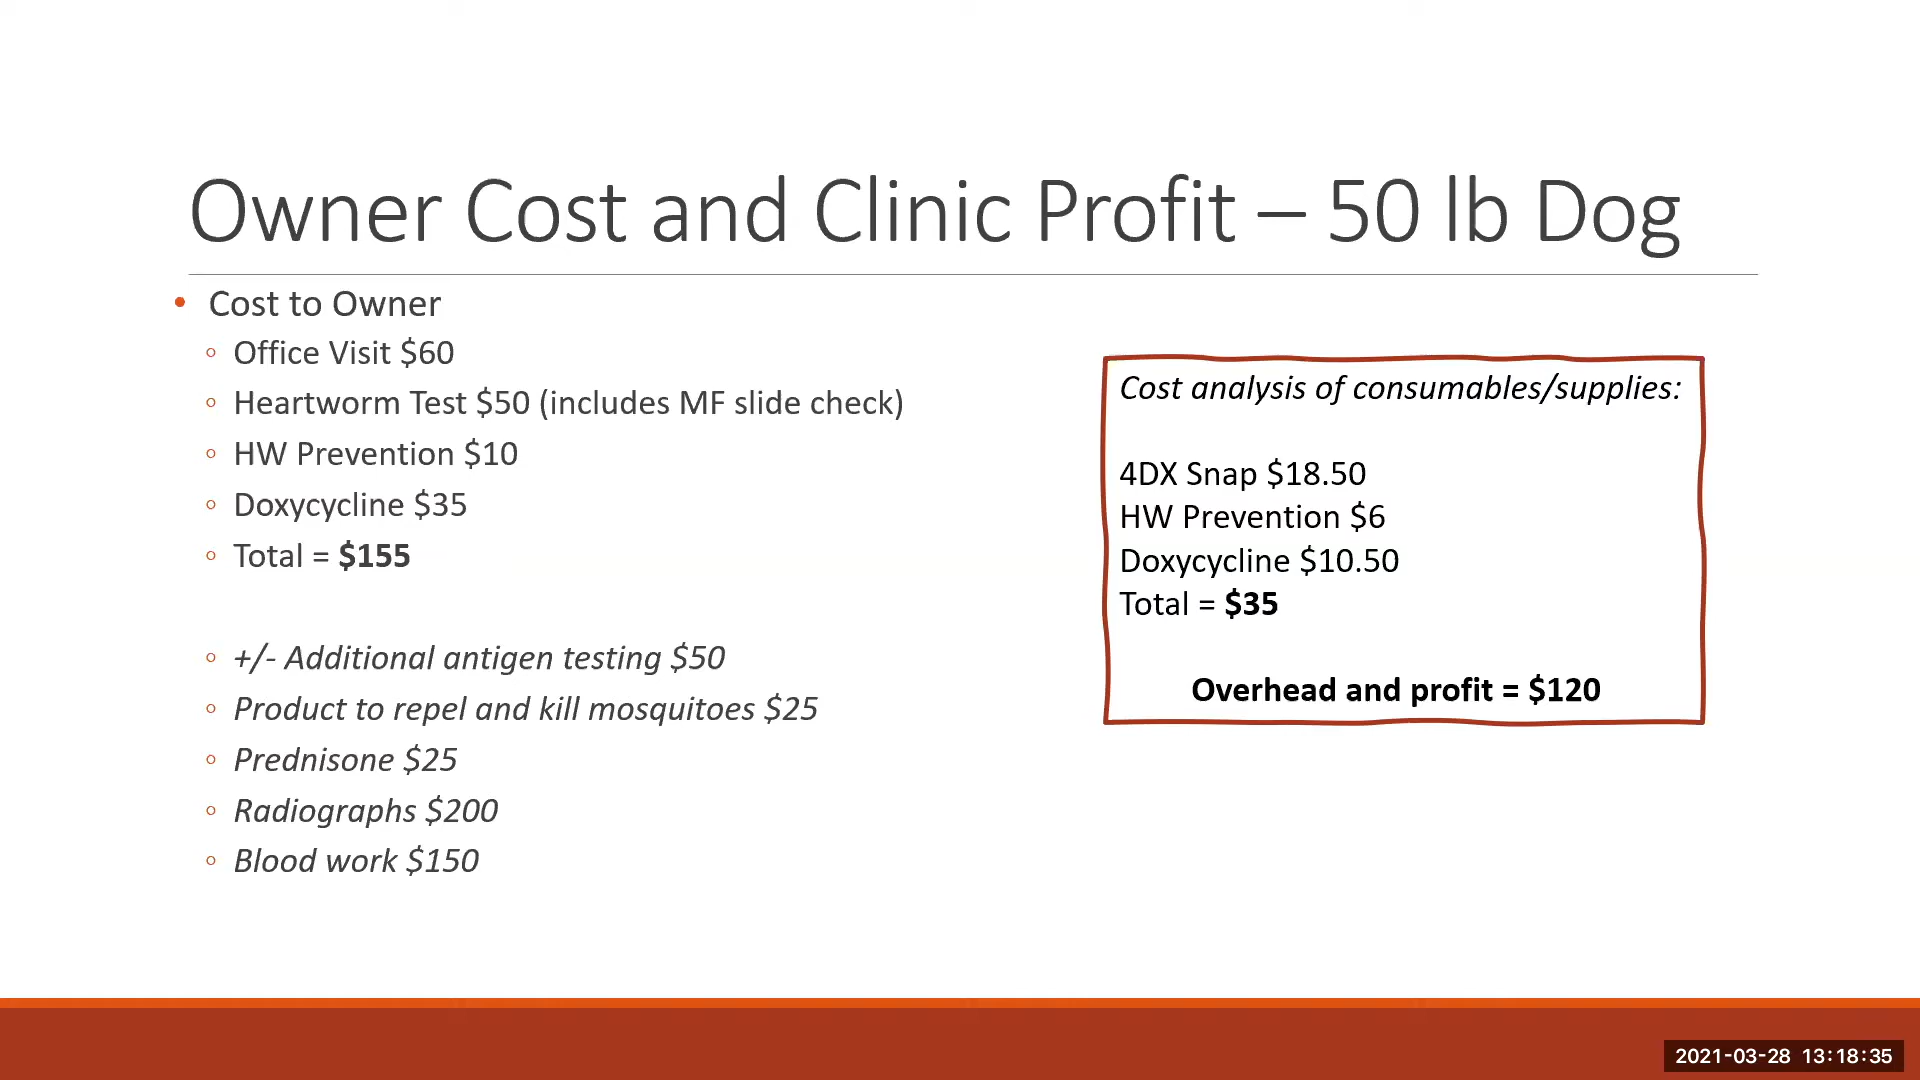 Owner Cost and Clinic Profit – 50 lb Dog
• Cost to Owner
◦ Office Visit $60
◦ Heartworm Test $50 (includes MF slide check)
◦ HW Prevention $10
◦ Doxycycline $35
◦ Total = $155
◦ +/- Additional antigen testing $50
◦ Product to repel and kill mosquitoes $25
◦ Prednisone $25
◦ Radiographs $200
◦ Blood work $150
Cost analysis of consumables/supplies:
4DX Snap $18.50
HW Prevention $6
Doxycycline $10.50
Total = $35
Overhead and profit = $120
2021-03-28 13:18:35